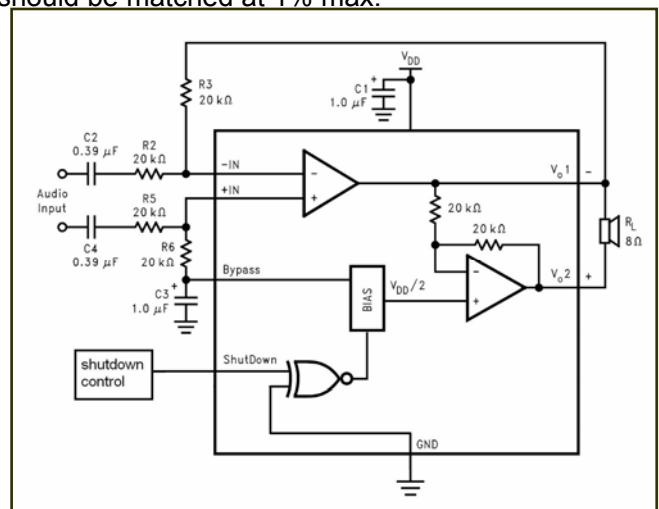 should be matched at 1% max.
V_DD
C1
1.0 µF
R3
20 kΩ
C2
0.39 µF
R2
20 kΩ
-IN
V_o1
-
+IN
Audio
Input
R5
20 kΩ
C4
0.39 µF
20 kΩ
20 kΩ
R_L
8Ω
R6
20 kΩ
Bypass
C3
1.0 µF
BIAS
V_DD/2
V_o2
+
shutdown
control
ShutDown
GND